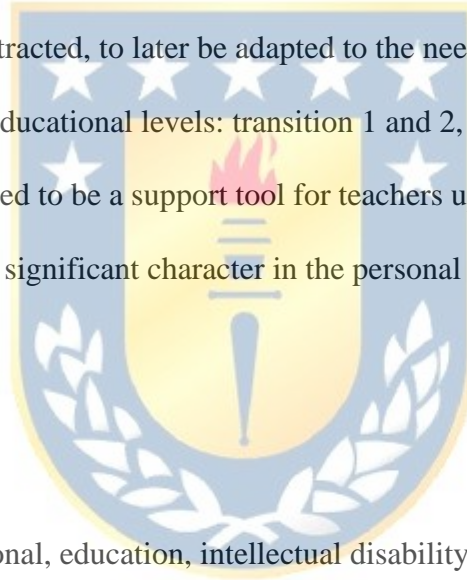 tracted, to later be adapted to the nee
ducational levels: transition 1 and 2,
ed to be a support tool for teachers u
significant character in the personal
onal, education, intellectual disability